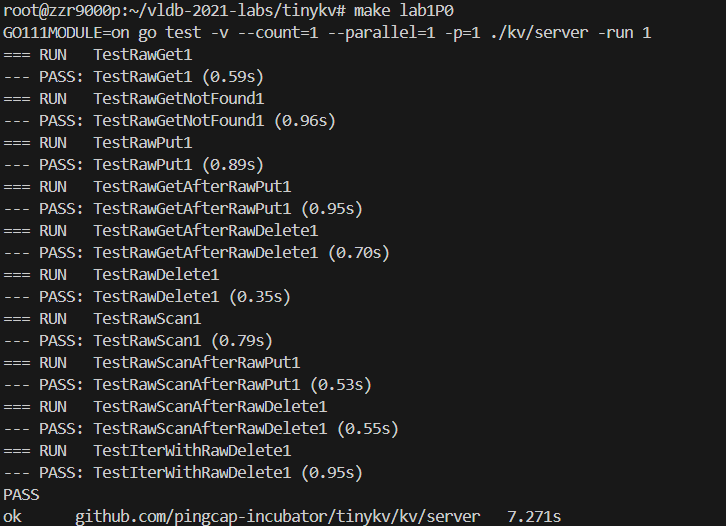 root@zzr9000p:~/vldb-2021-labs/tinykv# make lab1P0
GO111MODULE=on go test -v --count=1 --parallel=1 -p=1 ./kv/server -run 1
=== RUN   TestRawGet1
--- PASS: TestRawGet1 (0.59s)
=== RUN   TestRawGetNotFound1
--- PASS: TestRawGetNotFound1 (0.96s)
=== RUN   TestRawPut1
--- PASS: TestRawPut1 (0.89s)
=== RUN   TestRawGetAfterRawPut1
--- PASS: TestRawGetAfterRawPut1 (0.95s)
=== RUN   TestRawGetAfterRawDelete1
--- PASS: TestRawGetAfterRawDelete1 (0.70s)
=== RUN   TestRawDelete1
--- PASS: TestRawDelete1 (0.35s)
=== RUN   TestRawScan1
--- PASS: TestRawScan1 (0.79s)
=== RUN   TestRawScanAfterRawPut1
--- PASS: TestRawScanAfterRawPut1 (0.53s)
=== RUN   TestRawScanAfterRawDelete1
--- PASS: TestRawScanAfterRawDelete1 (0.55s)
=== RUN   TestIterWithRawDelete1
--- PASS: TestIterWithRawDelete1 (0.95s)
PASS
ok      github.com/pingcap-incubator/tinykv/kv/server   7.271s